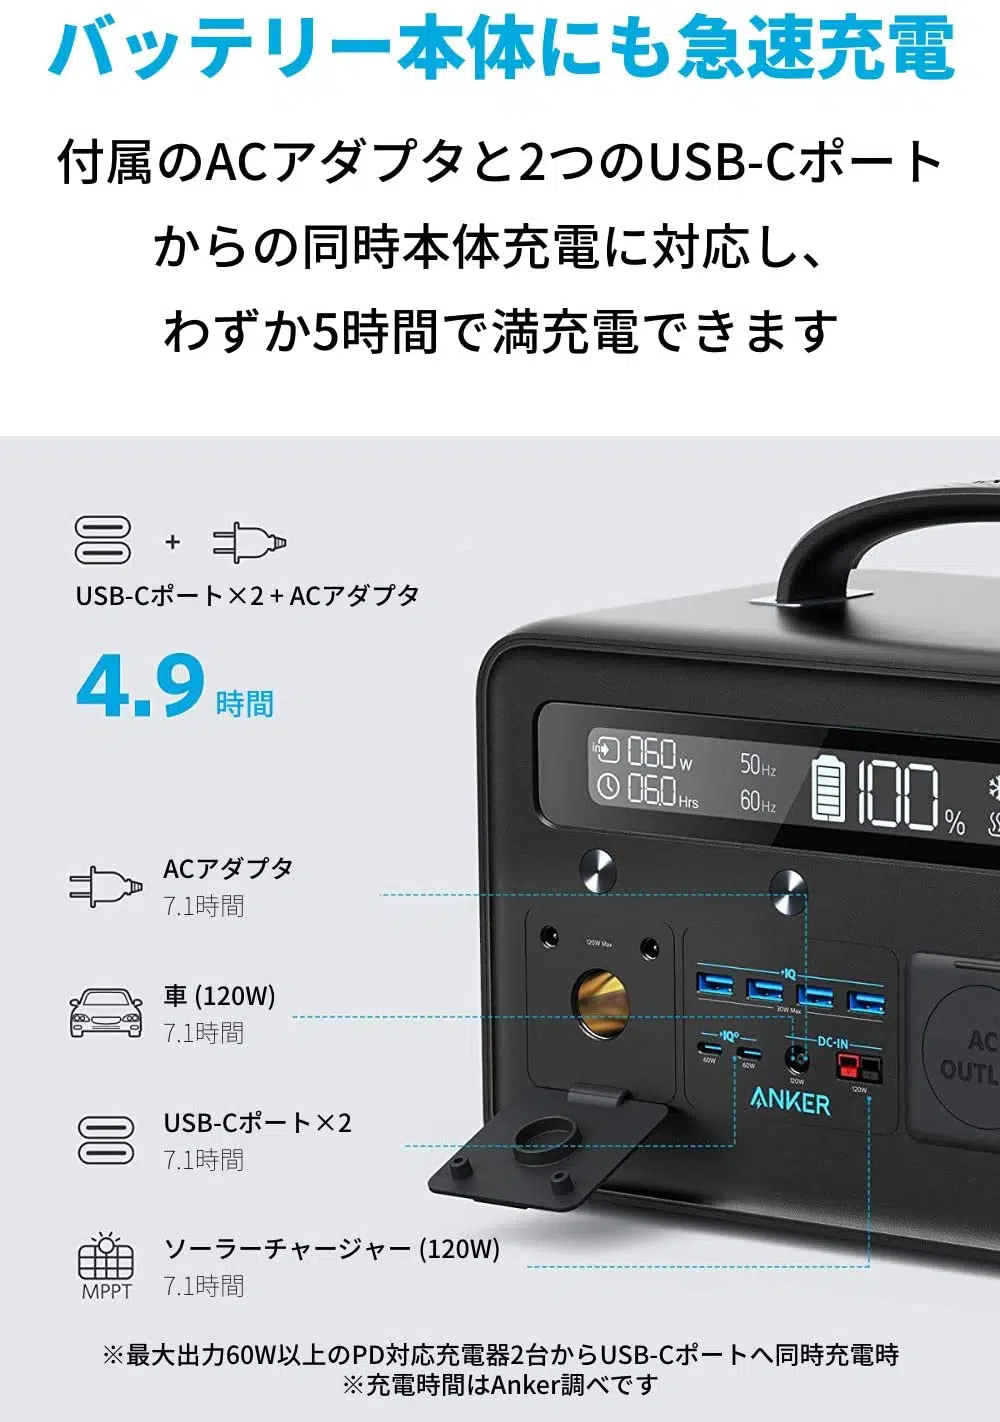 バッテリー本体にも急速充電
付属のACアダプタと2つのUSB-Cポート
からの同時本体充電に対応し、
わずか5時間で満充電できます
+
USB-Cポート×2 + ACアダプタ
4.9 時間
in 060 W 50Hz
06.0 Hrs 60Hz
100 %
ACアダプタ
7.1時間
120W Max
IQ
30W Max
車 (120W)
7.1時間
IQ3
DC-IN
60W 60W 120W 120W
ANKER
AC
OUTL
USB-Cポート×2
7.1時間
ソーラーチャージャー (120W)
MPPT 7.1時間
※最大出力60W以上のPD対応充電器2台からUSB-Cポートへ同時充電時
※充電時間はAnker調べです